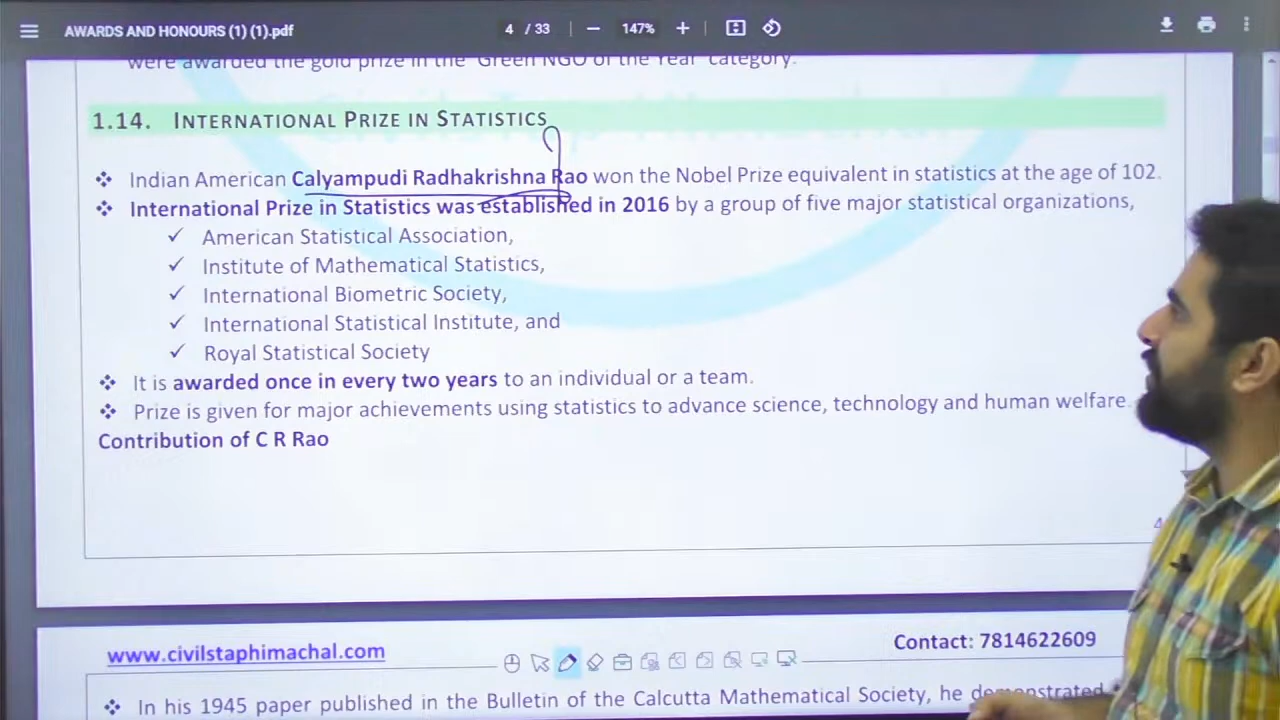 AWARDS AND HONOURS (1) (1).pdf
4 / 33
147%
were awarded the gold prize in the 'Green NGO of the Year' category.
1.14. INTERNATIONAL PRIZE IN STATISTICS
❖ Indian American Calyampudi Radhakrishna Rao won the Nobel Prize equivalent in statistics at the age of 102.
❖ International Prize in Statistics was established in 2016 by a group of five major statistical organizations,
✓ American Statistical Association,
✓ Institute of Mathematical Statistics,
✓ International Biometric Society,
✓ International Statistical Institute, and
✓ Royal Statistical Society
❖ It is awarded once in every two years to an individual or a team.
❖ Prize is given for major achievements using statistics to advance science, technology and human welfare.
Contribution of C R Rao
4
www.civilstaphimachal.com
Contact: 7814622609
❖ In his 1945 paper published in the Bulletin of the Calcutta Mathematical Society, he demonstrated